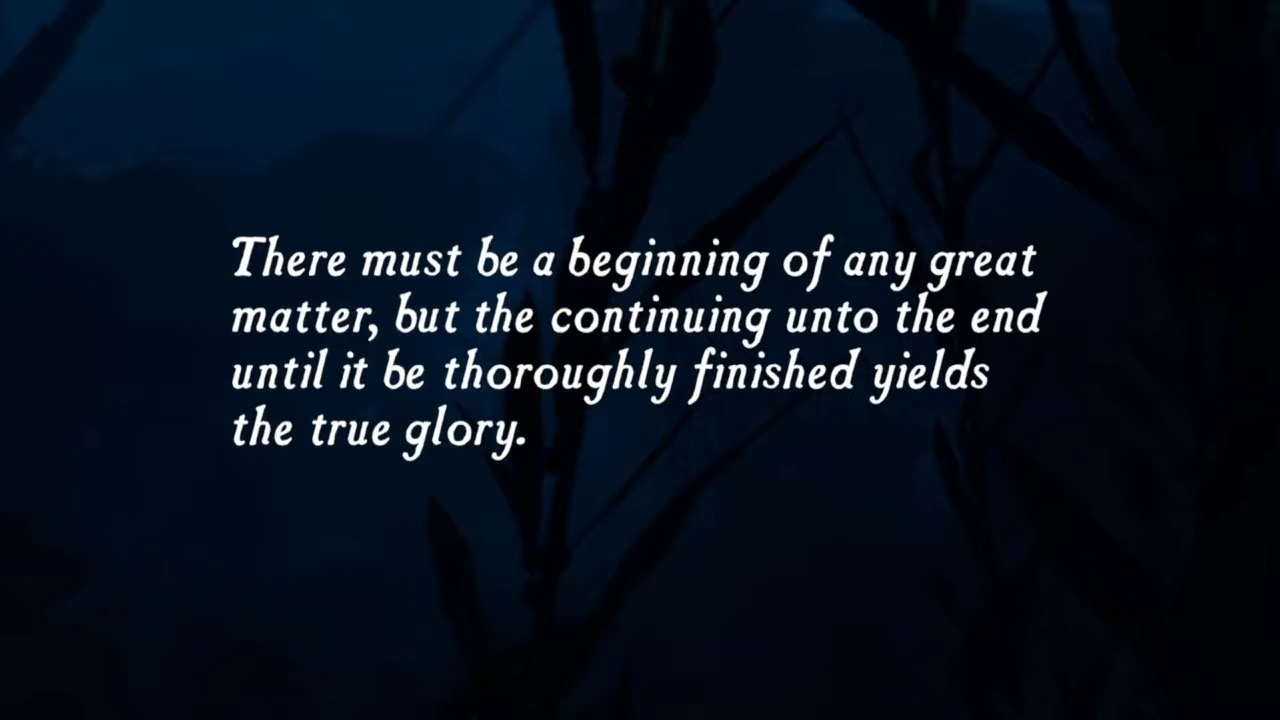 There must be a beginning of any great
matter, but the continuing unto the end
until it be thoroughly finished yields
the true glory.